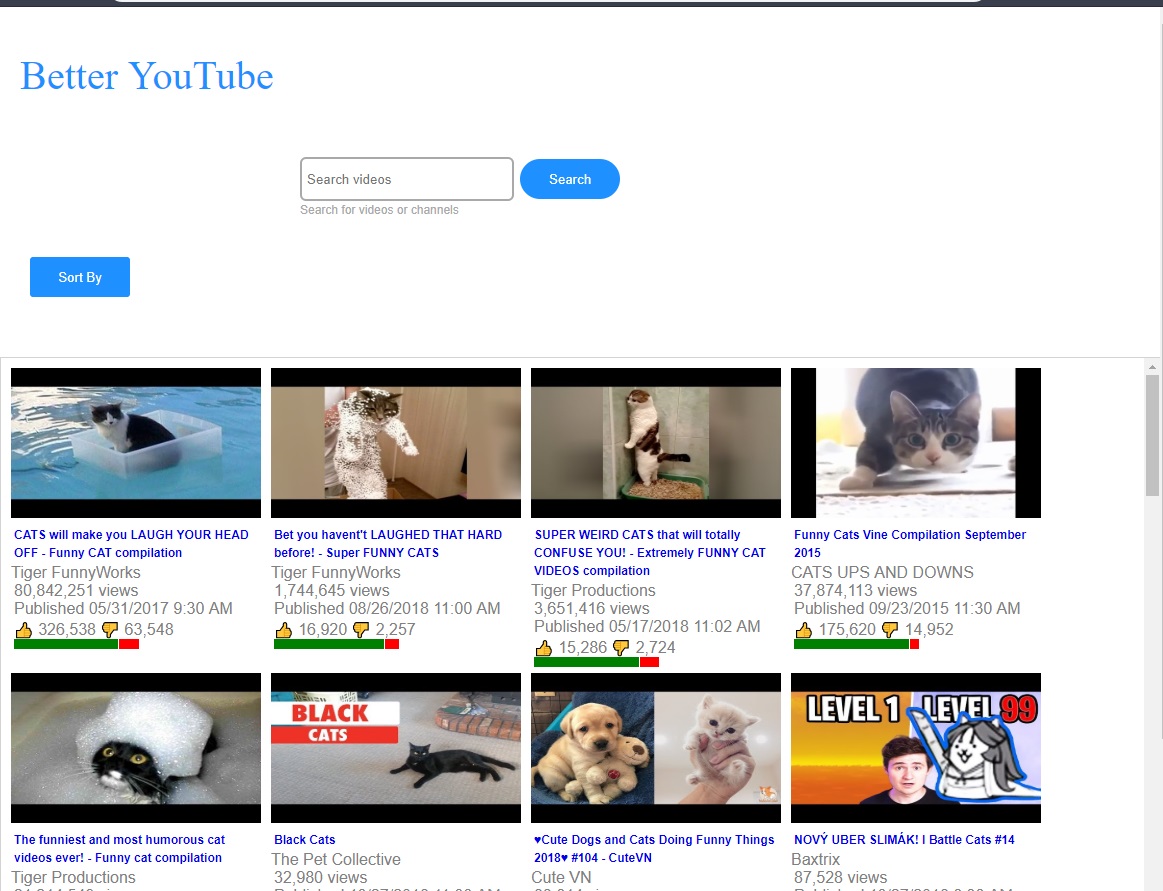 Better YouTube
Search videos
Search
Search for videos or channels
Sort By
CATS will make you LAUGH YOUR HEAD
OFF - Funny CAT compilation
Tiger FunnyWorks
80,842,251 views
Published 05/31/2017 9:30 AM
326,538 63,548
Bet you havent't LAUGHED THAT HARD
before! - Super FUNNY CATS
Tiger FunnyWorks
1,744,645 views
Published 08/26/2018 11:00 AM
16,920 2,257
SUPER WEIRD CATS that will totally
CONFUSE YOU! - Extremely FUNNY CAT
VIDEOS compilation
Tiger Productions
3,651,416 views
Published 05/17/2018 11:02 AM
15,286 2,724
Funny Cats Vine Compilation September
2015
CATS UPS AND DOWNS
37,874,113 views
Published 09/23/2015 11:30 AM
175,620 14,952
The funniest and most humorous cat
videos ever! - Funny cat compilation
Tiger Productions
BLACK
CATS
Black Cats
The Pet Collective
32,980 views
♥Cute Dogs and Cats Doing Funny Things
2018♥ #104 - CuteVN
Cute VN
LEVEL 1 LEVEL 99
NOVÝ UBER SLIMÁK! I Battle Cats #14
Baxtrix
87,528 views